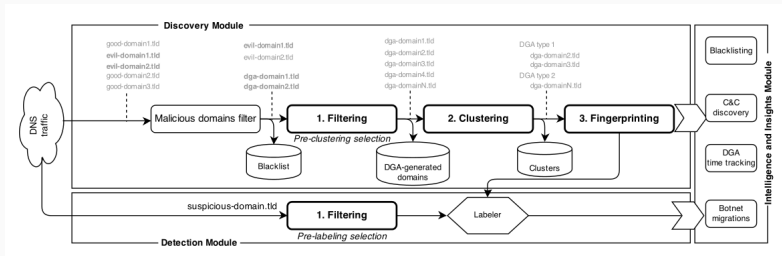 Discovery Module
good-domain1.tld
evil-domain1.tld
evil-domain2.tld
good-domain2.tld
good-domain3.tld
evil-domain1.tld
evil-domain2.tld
dga-domain1.tld
dga-domain2.tld
dga-domain1.tld
dga-domain2.tld
dga-domain3.tld
dga-domain4.tld
dga-domainN.tld
DGA type 1
dga-domain2.tld
dga-domain3.tld
DGA type 2
dga-domainN.tld
DNS
traffic
Malicious domains filter
1. Filtering
2. Clustering
3. Fingerprinting
Pre-clustering selection
Blacklist
DGA-generated
domains
Clusters
suspicious-domain.tld
1. Filtering
Pre-labeling selection
Labeler
Detection Module
Blacklisting
C&C
discovery
DGA
time tracking
Botnet
migrations
Intelligence and Insights Module